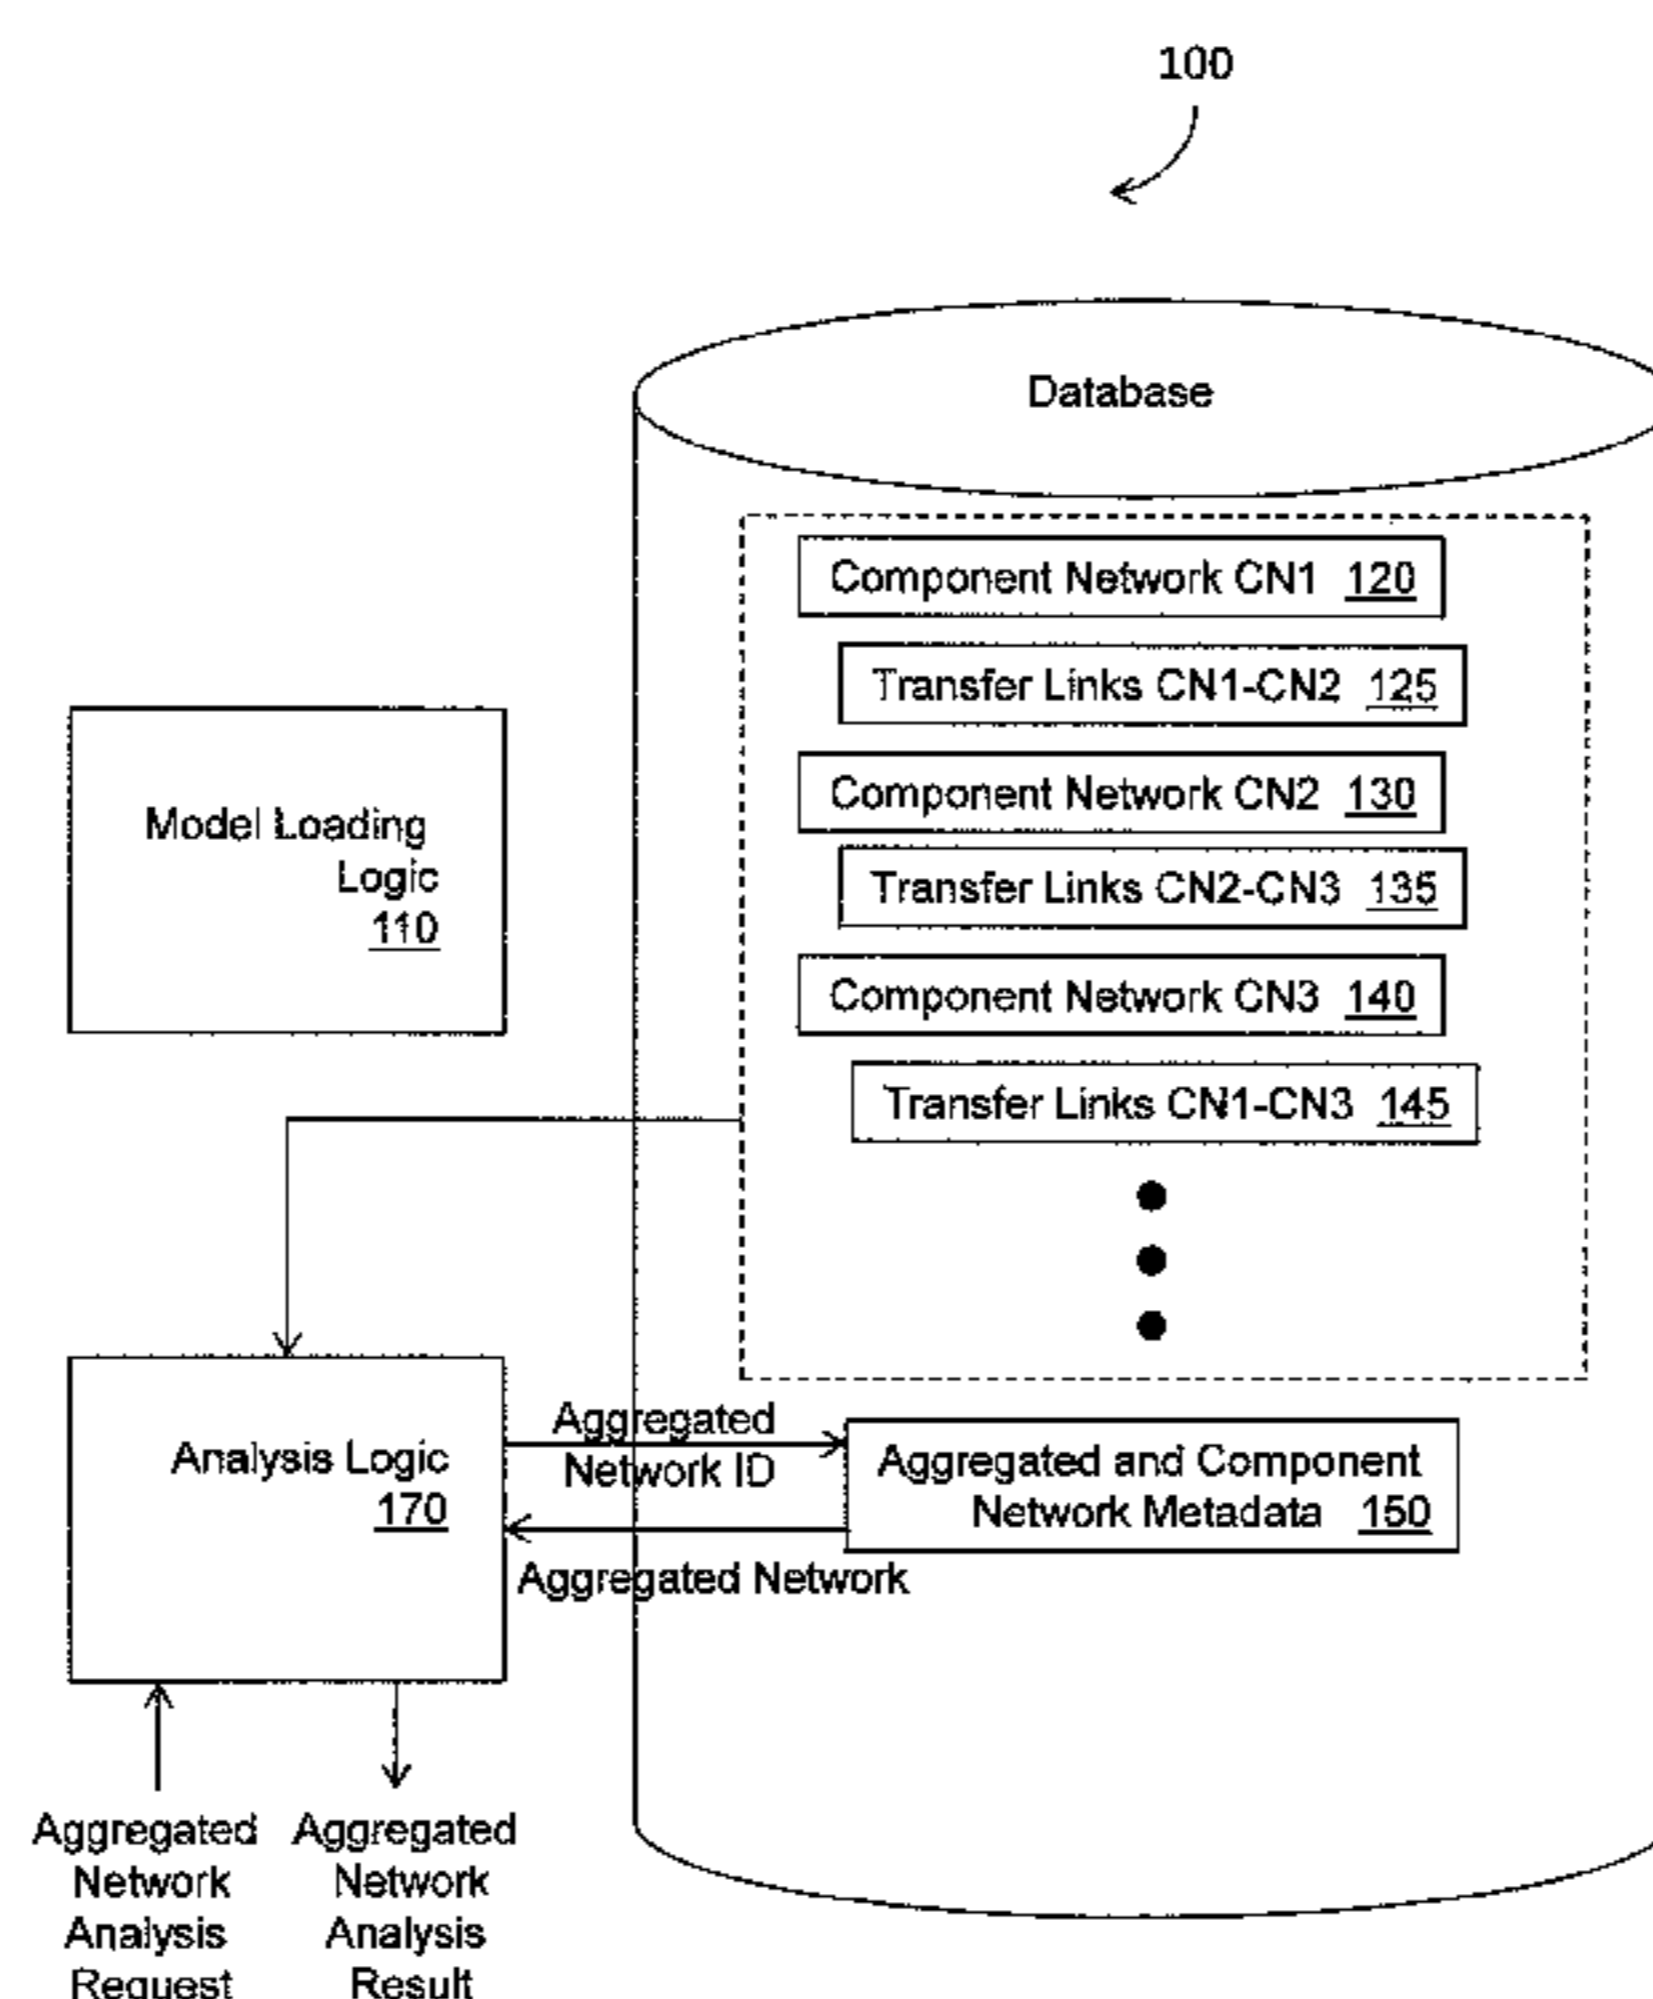 100
Database
Component Network CN1 120
Transfer Links CN1-CN2 125
Component Network CN2 130
Transfer Links CN2-CN3 135
Component Network CN3 140
Transfer Links CN1-CN3 145
Model Loading
Logic
110
Analysis Logic
170
Aggregated
Network ID
Aggregated and Component
Network Metadata 150
Aggregated Network
Aggregated
Network
Analysis
Request
Aggregated
Network
Analysis
Result